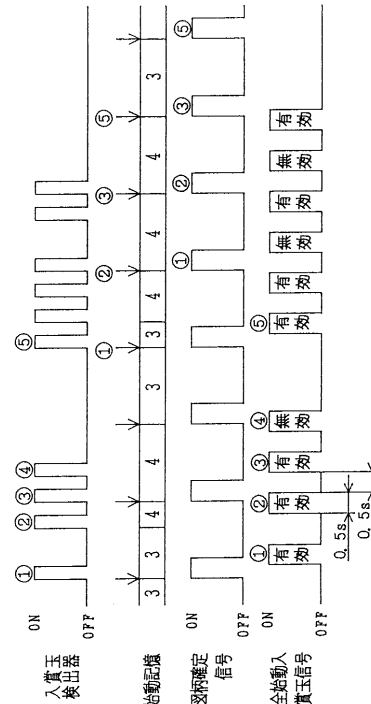 入賞玉
検出器
ON
OFF
① ② ③ ④ ⑤
① ② ③ ⑤
始動記憶
3 3 4 4 3 3 4 4 4 3
図柄確定
信号
ON
OFF
① ② ③ ⑤
全始動入
賞玉信号
ON
OFF
① ② ③ ④ ⑤
有効 有効 有効 無効 有効 有効 無効 有効 無効 有効
0.5s
0.5s